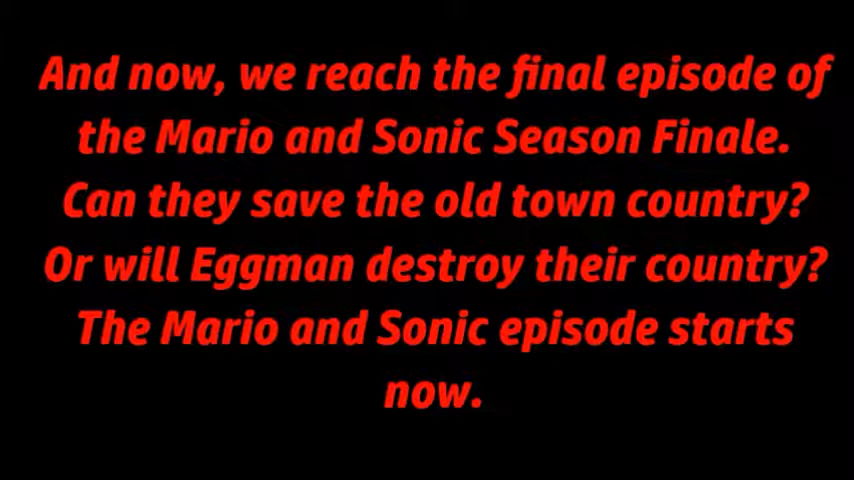 And now, we reach the final episode of
the Mario and Sonic Season Finale.
Can they save the old town country?
Or will Eggman destroy their country?
The Mario and Sonic episode starts
now.